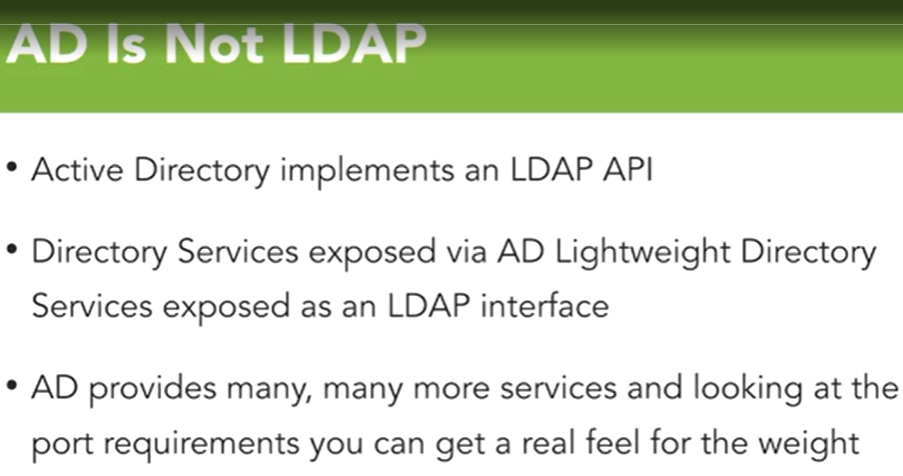 AD Is Not LDAP
• Active Directory implements an LDAP API
• Directory Services exposed via AD Lightweight Directory
Services exposed as an LDAP interface
• AD provides many, many more services and looking at the
port requirements you can get a real feel for the weight